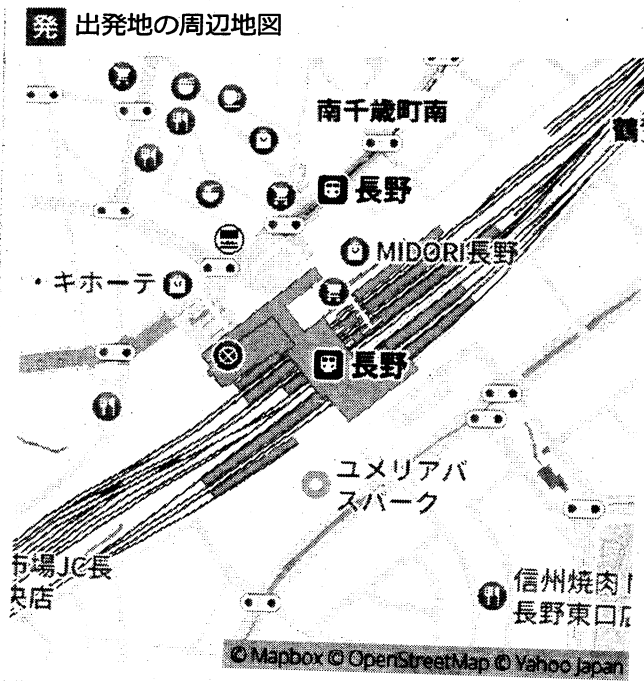 発 出発地の周辺地図
南千歳町南
長野
MIDORI長野
・キホーテ
長野
ユメリアバ
スパーク
市場JC長
央店
信州焼肉
長野東口
© Mapbox © OpenStreetMap © Yahoo Japan